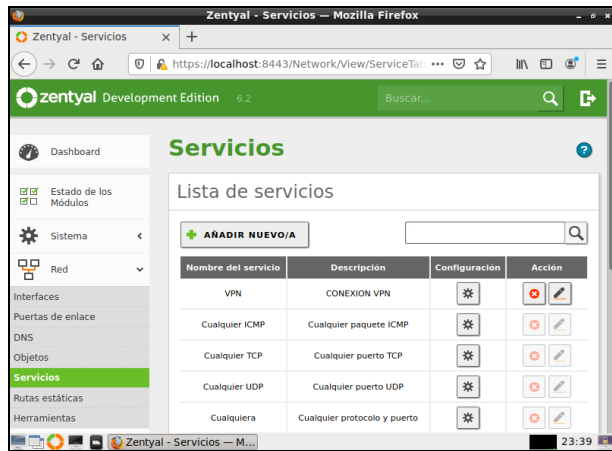 Zentyal - Servicios — Mozilla Firefox
Zentyal - Servicios
https://localhost:8443/Network/View/ServiceTab
zentyal Development Edition 6.2
Buscar...
Dashboard
Estado de los Módulos
Sistema
Red
Interfaces
Puertas de enlace
DNS
Objetos
Servicios
Rutas estáticas
Herramientas
Servicios
Lista de servicios
AÑADIR NUEVO/A
Nombre del servicio Descripción Configuración Acción
VPN CONEXION VPN
Cualquier ICMP Cualquier paquete ICMP
Cualquier TCP Cualquier puerto TCP
Cualquier UDP Cualquier puerto UDP
Cualquiera Cualquier protocolo y puerto
Zentyal - Servicios — M...
23:39